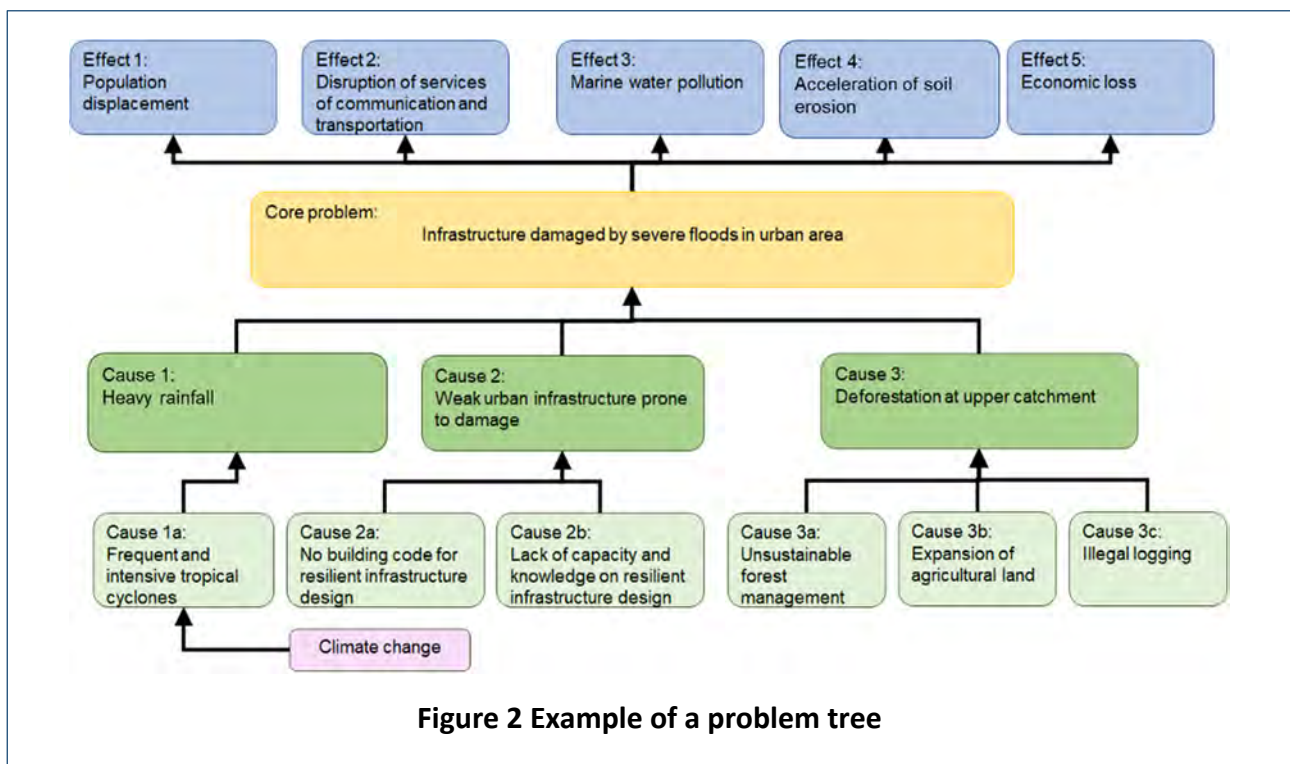 Effect 1:
Population
displacement
Effect 2:
Disruption of services
of communication and
transportation
Effect 3:
Marine water pollution
Effect 4:
Acceleration of soil
erosion
Effect 5:
Economic loss
Core problem:
Infrastructure damaged by severe floods in urban area
Cause 1:
Heavy rainfall
Cause 2:
Weak urban infrastructure prone
to damage
Cause 3:
Deforestation at upper catchment
Cause 1a:
Frequent and
intensive tropical
cyclones
Cause 2a:
No building code for
resilient infrastructure
design
Cause 2b:
Lack of capacity and
knowledge on resilient
infrastructure design
Cause 3a:
Unsustainable
forest
management
Cause 3b:
Expansion of
agricultural land
Cause 3c:
Illegal logging
Climate change
Figure 2 Example of a problem tree